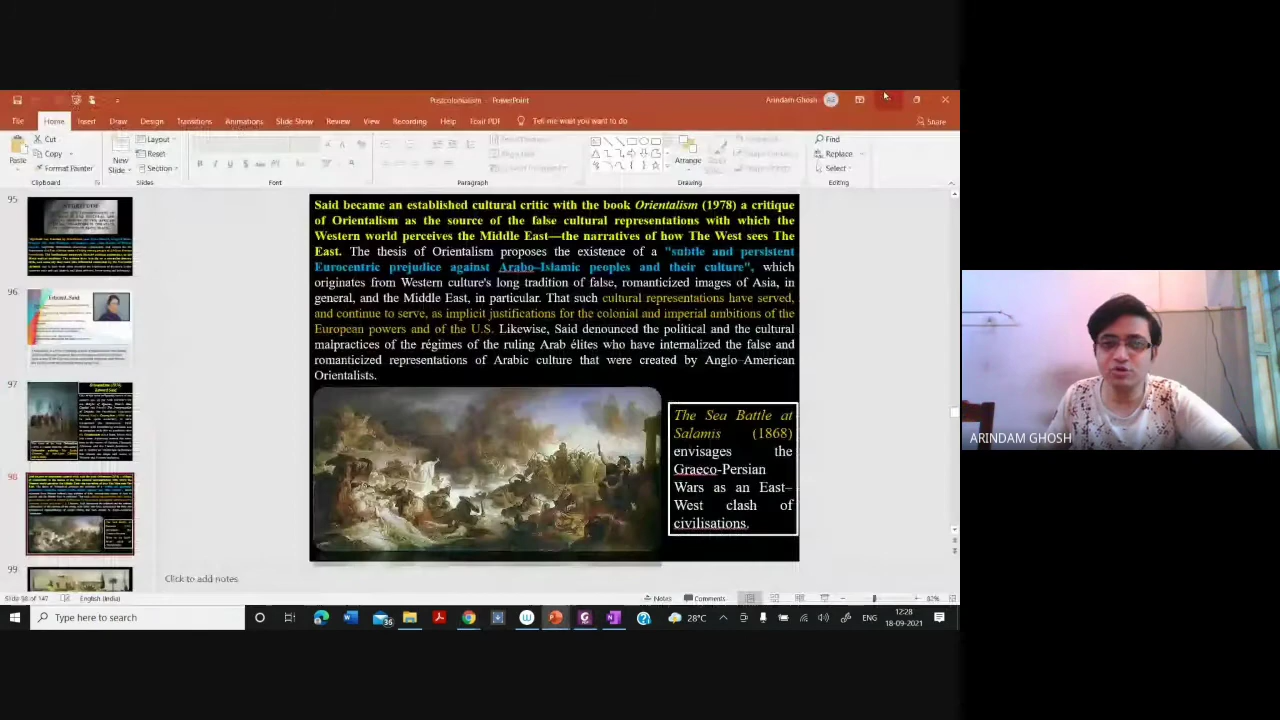 Postcolonialism - PowerPoint
Arindam Ghosh
AG
File Home Insert Draw Design Transitions Animations Slide Show Review View Recording Help Foxit PDF Tell me what you want to do
Share
Paste
Cut
Copy
Format Painter
Clipboard
New
Slide
Layout
Reset
Section
Slides
Font
Paragraph
Arrange
Drawing
Find
Replace
Select
Editing
95
96
97
98
99
Said became an established cultural critic with the book Orientalism (1978) a critique
of Orientalism as the source of the false cultural representations with which the
Western world perceives the Middle East—the narratives of how The West sees The
East. The thesis of Orientalism proposes the existence of a "subtle and persistent
Eurocentric prejudice against Arabo–Islamic peoples and their culture", which
originates from Western culture's long tradition of false, romanticized images of Asia, in
general, and the Middle East, in particular. That such cultural representations have served,
and continue to serve, as implicit justifications for the colonial and imperial ambitions of the
European powers and of the U.S. Likewise, Said denounced the political and the cultural
malpractices of the régimes of the ruling Arab élites who have internalized the false and
romanticized representations of Arabic culture that were created by Anglo–American
Orientalists.
The Sea Battle at
Salamis (1868)
envisages the
Graeco-Persian
Wars as an East–
West clash of
civilisations.
Click to add notes
Slide 98 of 147 English (India)
Notes Comments
92%
Type here to search
36
28°C
ENG
12:28
18-09-2021
ARINDAM GHOSH